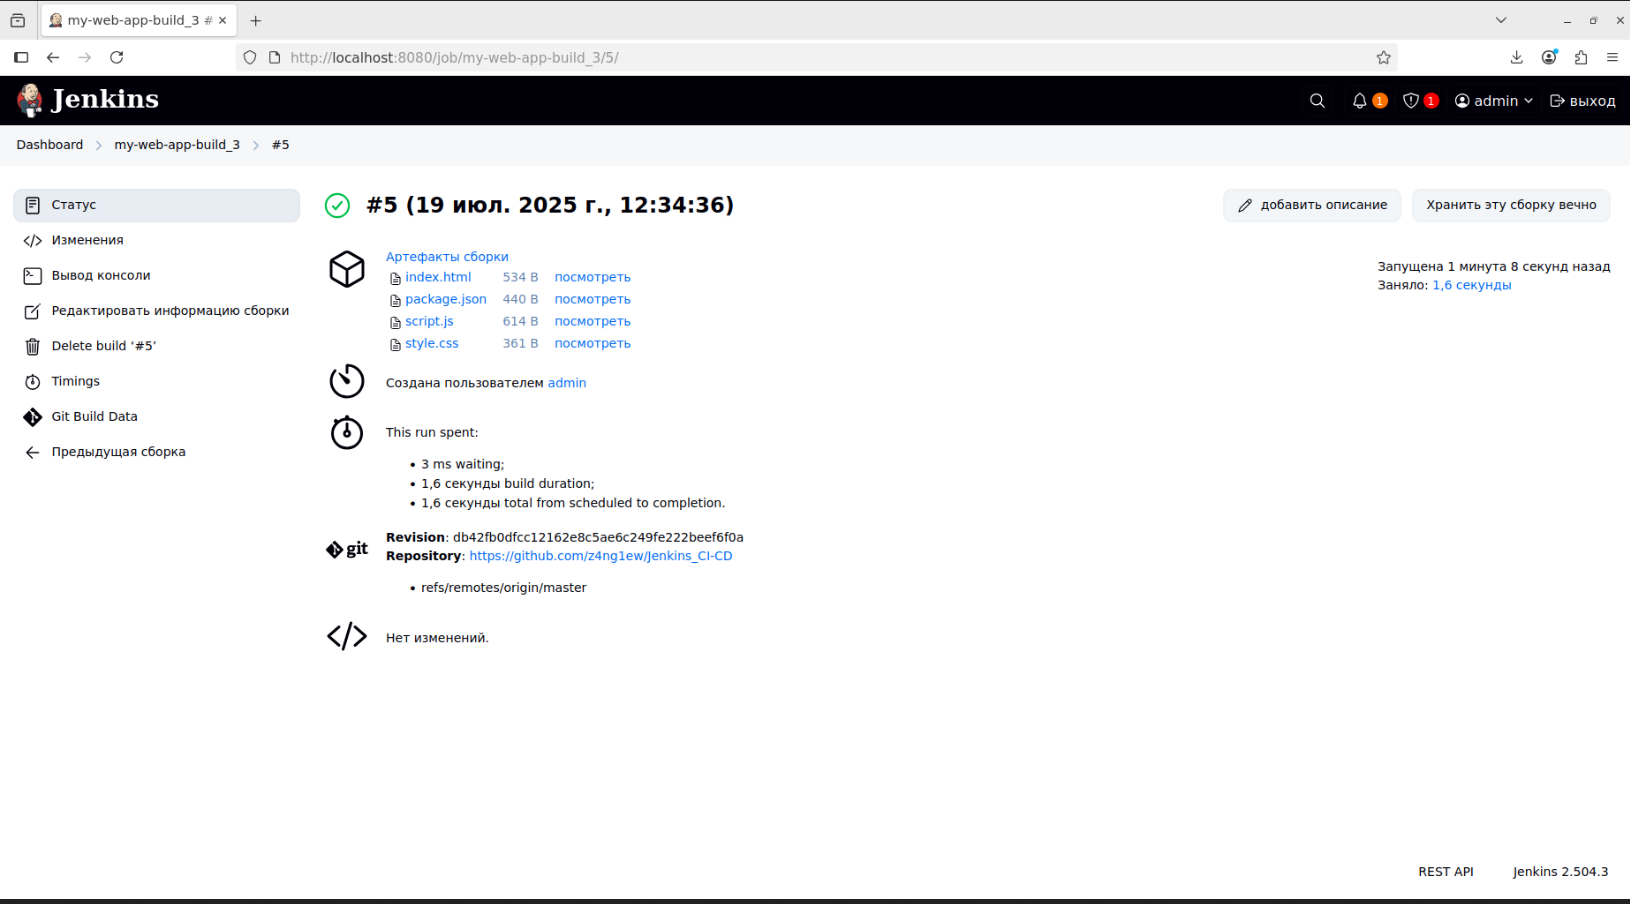 my-web-app-build_3 #
http://localhost:8080/job/my-web-app-build_3/5/
Jenkins
1
1
admin
выход
Dashboard
my-web-app-build_3
#5
Статус
Изменения
Вывод консоли
Редактировать информацию сборки
Delete build ‘#5’
Timings
Git Build Data
Предыдущая сборка
#5 (19 июл. 2025 г., 12:34:36)
добавить описание
Хранить эту сборку вечно
Запущена 1 минута 8 секунд назад
Заняло: 1,6 секунды
Артефакты сборки
index.html 534 B посмотреть
package.json 440 B посмотреть
script.js 614 B посмотреть
style.css 361 B посмотреть
Создана пользователем admin
This run spent:
• 3 ms waiting;
• 1,6 секунды build duration;
• 1,6 секунды total from scheduled to completion.
git
Revision: db42fb0dfcc12162e8c5ae6c249fe222beef6f0a
Repository: https://github.com/z4ng1ew/Jenkins_CI-CD
• refs/remotes/origin/master
Нет изменений.
REST API
Jenkins 2.504.3